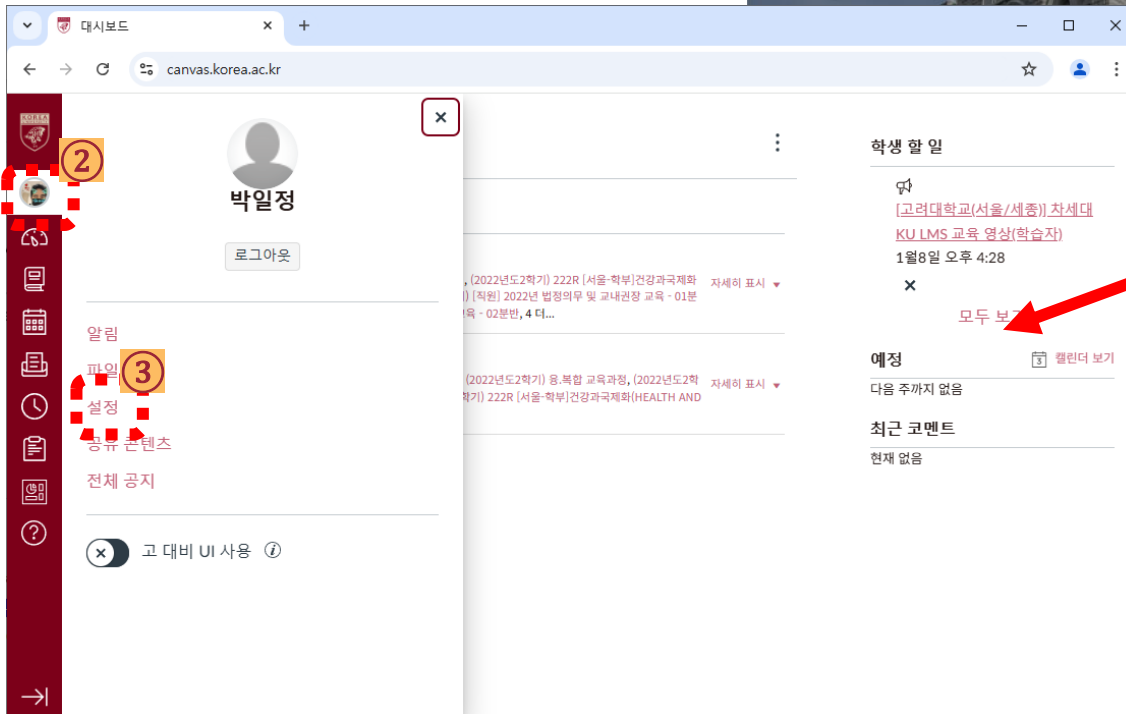 대시보드
canvas.korea.ac.kr
KOREA
②
박일정
로그아웃
알림
파일
③
설정
공유 콘텐츠
전체 공지
고 대비 UI 사용
, (2022년도2학기) 222R [서울-학부]건강과국제화
) [직원] 2022년 법정의무 및 교내권장 교육 - 01분
육 - 02분반, 4 더...
자세히 표시
(2022년도2학기) 융.복합 교육과정, (2022년도2학
학기) 222R [서울-학부]건강과국제화(HEALTH AND
자세히 표시
학생 할 일
[고려대학교(서울/세종)] 차세대
KU LMS 교육 영상(학습자)
1월8일 오후 4:28
모두
예정
3 캘린더 보기
다음 주까지 없음
최근 코멘트
현재 없음